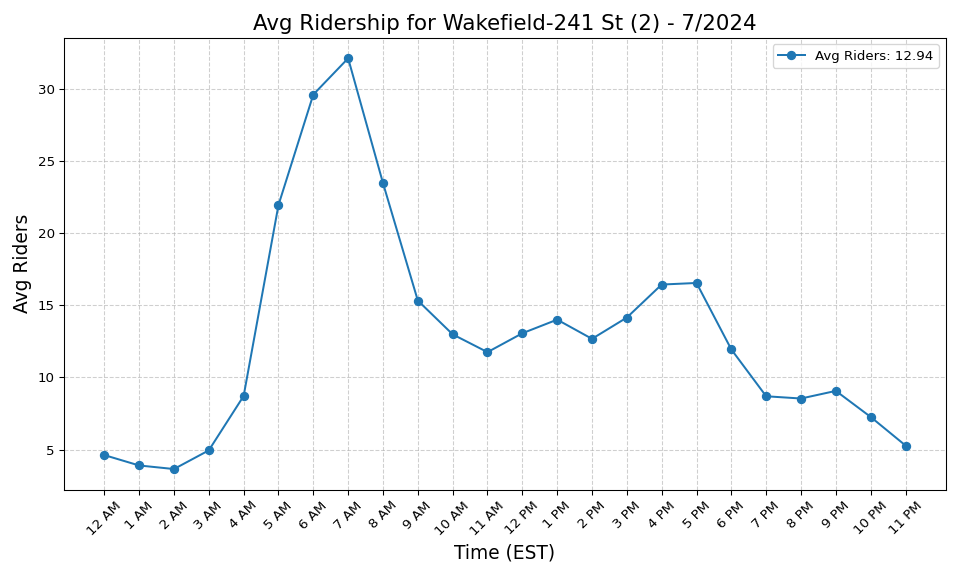 Avg Ridership for Wakefield-241 St (2) - 7/2024
Avg Riders: 12.94
Avg Riders
30
25
20
15
10
5
12 AM
1 AM
2 AM
3 AM
4 AM
5 AM
6 AM
7 AM
8 AM
9 AM
10 AM
11 AM
12 PM
1 PM
2 PM
3 PM
4 PM
5 PM
6 PM
7 PM
8 PM
9 PM
10 PM
11 PM
Time (EST)